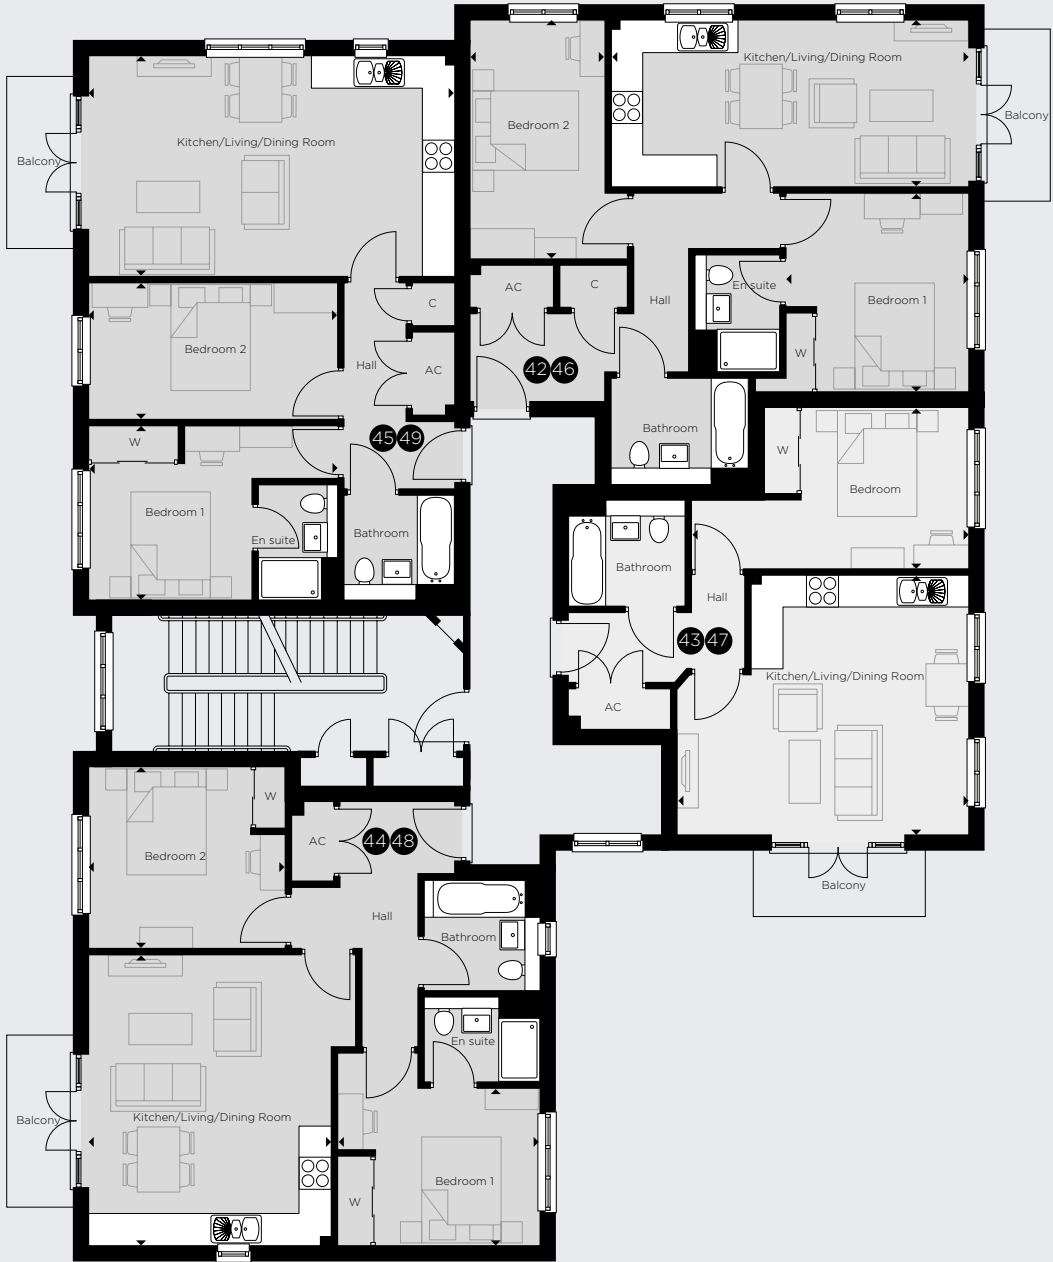 Kitchen/Living/Dining Room
Balcony
Bedroom 2
Kitchen/Living/Dining Room
Balcony
AC
C
Hall
En suite
Bedroom 1
W
42 46
Bathroom
C
Bedroom 2
Hall
AC
45 49
W
Bedroom 1
En suite
Bathroom
W
Bedroom
Bathroom
Hall
43 47
Kitchen/Living/Dining Room
AC
Balcony
W
AC
44 48
Bedroom 2
Hall
Bathroom
En suite
Kitchen/Living/Dining Room
Balcony
Bedroom 1
W